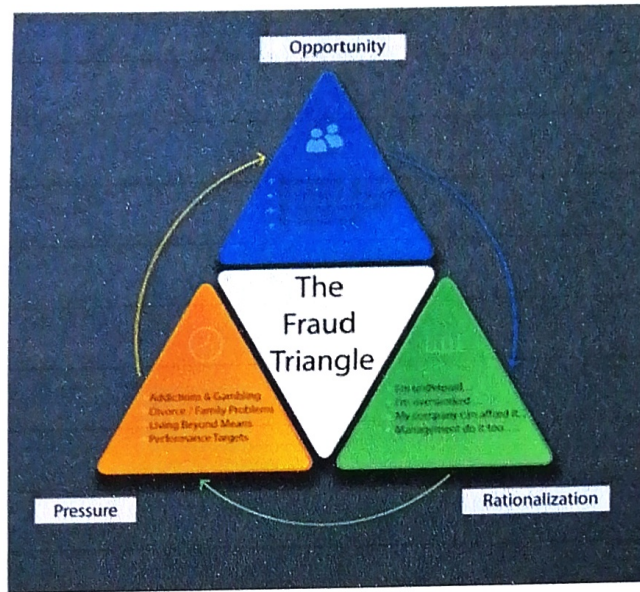 Opportunity
The
Fraud
Triangle
Addictions & Gambling
Divorce / Family Problems
Living Beyond Means
Performance Targets
I'm underpaid...
I'm overworked...
My company can afford it...
Management do it too...
Pressure
Rationalization